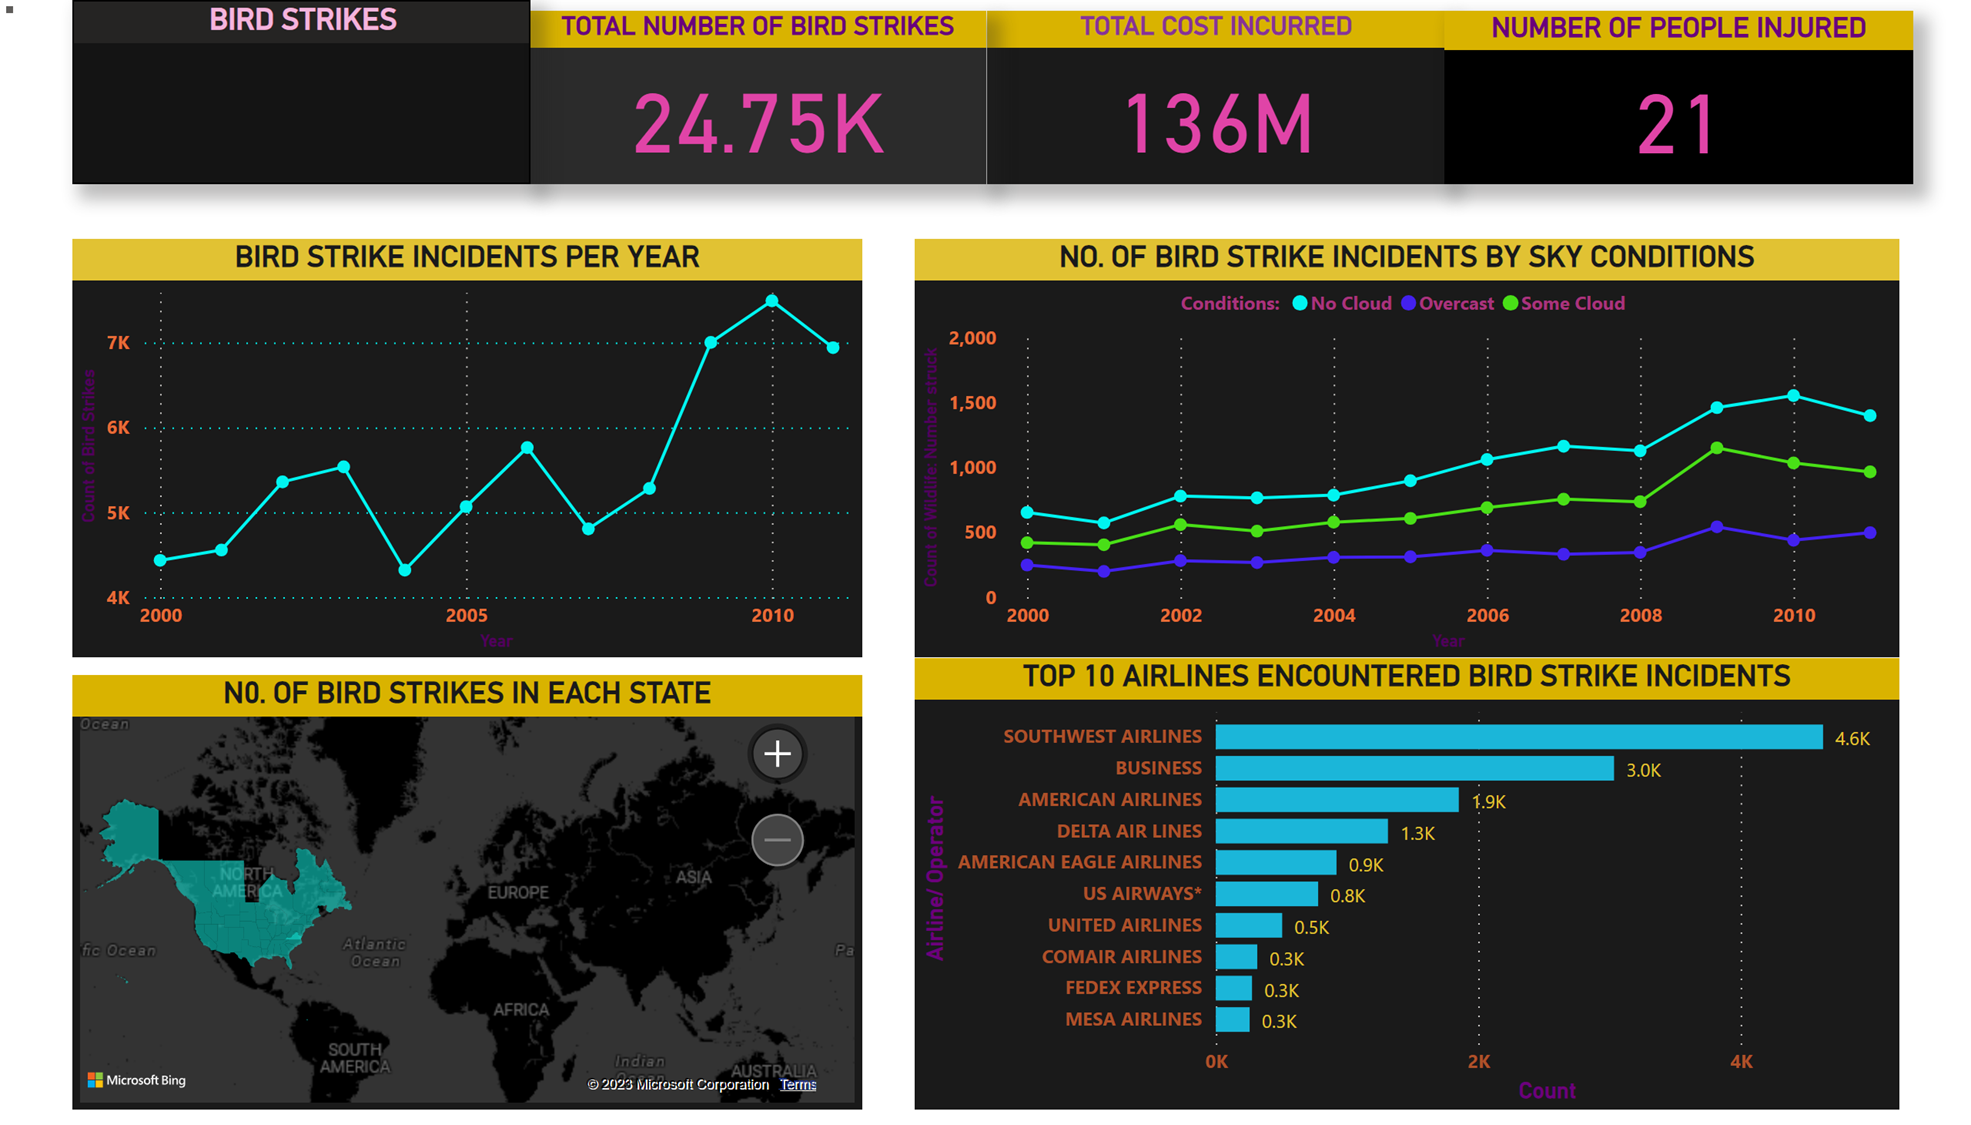 BIRD STRIKES
TOTAL NUMBER OF BIRD STRIKES
24.75K
TOTAL COST INCURRED
136M
NUMBER OF PEOPLE INJURED
21
BIRD STRIKE INCIDENTS PER YEAR
Count of Bird Strikes
7K
6K
5K
4K
2000 2005 2010
Year
NO. OF BIRD STRIKE INCIDENTS BY SKY CONDITIONS
Conditions: No Cloud Overcast Some Cloud
Count of Wildlife: Number struck
2,000
1,500
1,000
500
0
2000 2002 2004 2006 2008 2010
Year
N0. OF BIRD STRIKES IN EACH STATE
Ocean
NORTH
AMERICA
EUROPE
ASIA
fic Ocean
Atlantic
Ocean
Pa
AFRICA
SOUTH
AMERICA
Indian
Ocean
AUSTRALIA
Microsoft Bing
© 2023 Microsoft Corporation Terms
TOP 10 AIRLINES ENCOUNTERED BIRD STRIKE INCIDENTS
Airline/ Operator
SOUTHWEST AIRLINES 4.6K
BUSINESS 3.0K
AMERICAN AIRLINES 1.9K
DELTA AIR LINES 1.3K
AMERICAN EAGLE AIRLINES 0.9K
US AIRWAYS* 0.8K
UNITED AIRLINES 0.5K
COMAIR AIRLINES 0.3K
FEDEX EXPRESS 0.3K
MESA AIRLINES 0.3K
0K 2K 4K
Count